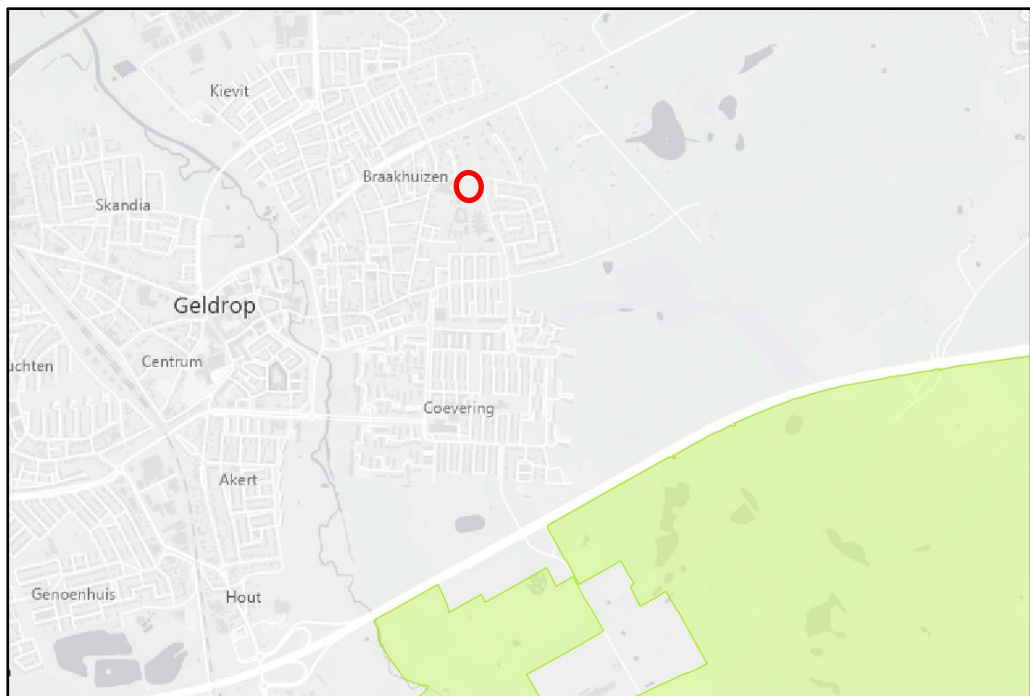 Kievit
Braakhuizen
Skandia
Geldrop
Centrum
uchten
Coevering
Akert
Genoenhuis
Hout